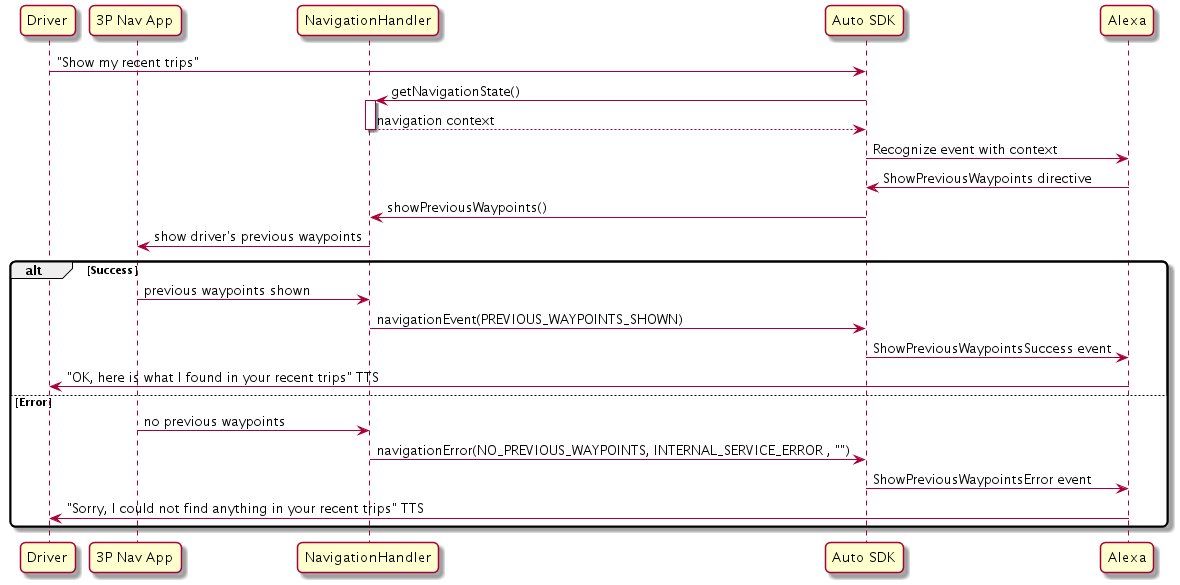 Driver 3P Nav App NavigationHandler Auto SDK Alexa
"Show my recent trips"
getNavigationState()
navigation context
Recognize event with context
ShowPreviousWaypoints directive
showPreviousWaypoints()
show driver's previous waypoints
alt [Success]
previous waypoints shown
navigationEvent(PREVIOUS_WAYPOINTS_SHOWN)
ShowPreviousWaypointsSuccess event
"OK, here is what I found in your recent trips" TTS
[Error]
no previous waypoints
navigationError(NO_PREVIOUS_WAYPOINTS, INTERNAL_SERVICE_ERROR , "")
ShowPreviousWaypointsError event
"Sorry, I could not find anything in your recent trips" TTS
Driver 3P Nav App NavigationHandler Auto SDK Alexa